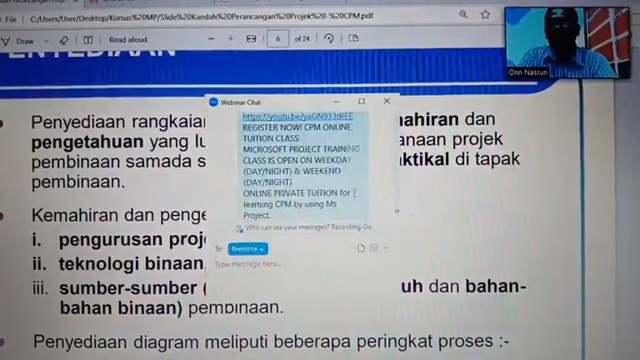 File | C:/Users/User/Desktop/Kursus%20MP/Slide%20Kaedah%20Perancangan%20Projek%20-%20CPM.pdf
Draw
Read aloud
6
of 24
Onn Nasrun
• Penyediaan rangkaian
mahiran dan
pengetahuan yang lu
anaan projek
pembinaan samada s
aktikal di tapak
pembinaan.
• Kemahiran dan penge
i. pengurusan proj
ii. teknologi binaan
iii. sumber-sumber (
uh dan bahan-
bahan binaan) pembinaan.
• Penyediaan diagram meliputi beberapa peringkat proses :-
Webinar Chat
REGISTER NOW! CPM ONLINE
TUITION CLASS
MICROSOFT PROJECT TRAINING
CLASS IS OPEN ON WEEKDAY
(DAY/NIGHT) & WEEKEND
(DAY/NIGHT)
ONLINE PRIVATE TUITION for
learning CPM by using Ms
Project.
Who can see your messages? Recording On
To: Everyone
Type message here...